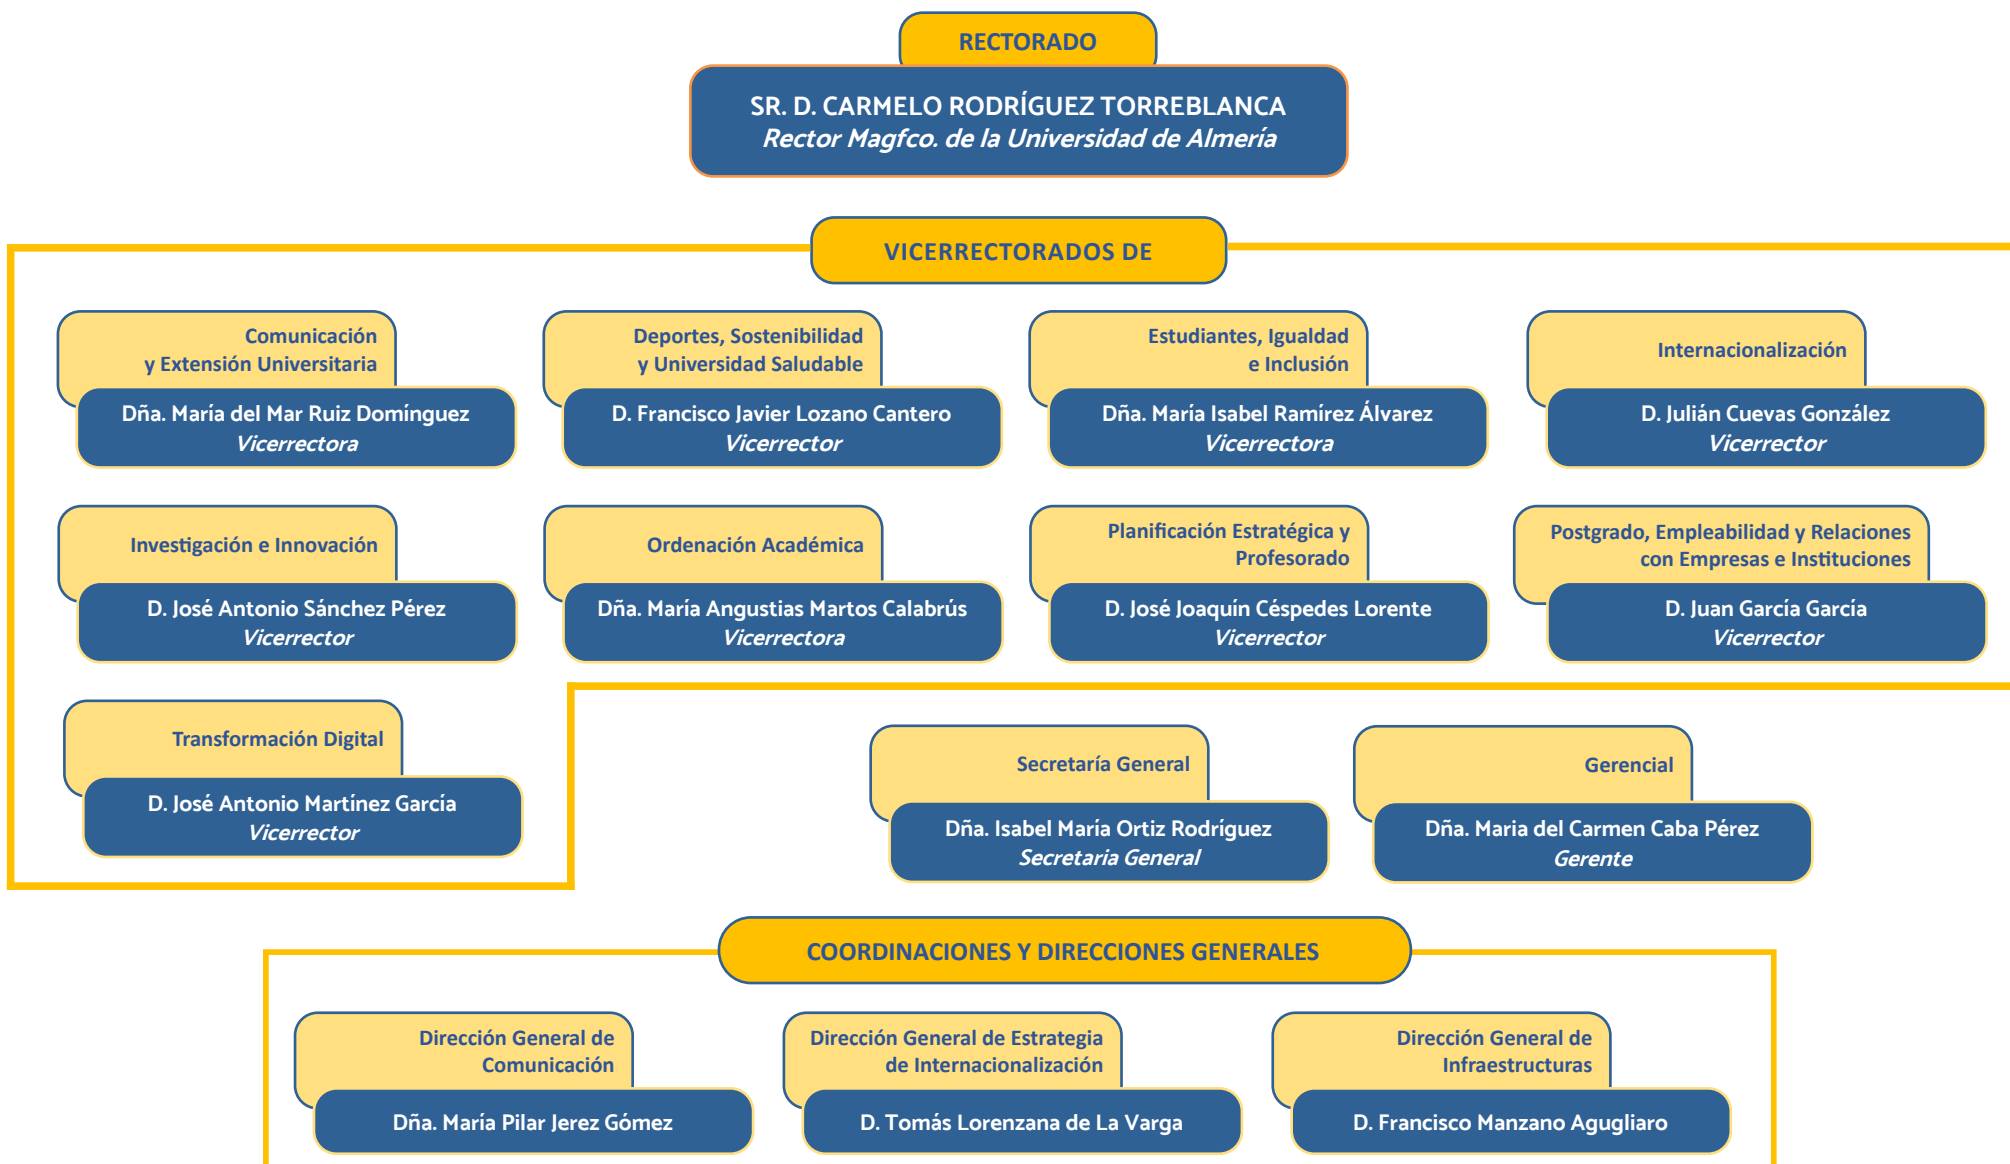 RECTORADO
SR. D. CARMELO RODRÍGUEZ TORREBLANCA
Rector Magfco. de la Universidad de Almería
VICERRECTORADOS DE
Comunicación
y Extensión Universitaria
Dña. María del Mar Ruiz Domínguez
Vicerrectora
Deportes, Sostenibilidad
y Universidad Saludable
D. Francisco Javier Lozano Cantero
Vicerrector
Estudiantes, Igualdad
e Inclusión
Dña. María Isabel Ramírez Álvarez
Vicerrectora
Internacionalización
D. Julián Cuevas González
Vicerrector
Investigación e Innovación
D. José Antonio Sánchez Pérez
Vicerrector
Ordenación Académica
Dña. María Angustias Martos Calabrús
Vicerrectora
Planificación Estratégica y
Profesorado
D. José Joaquín Céspedes Lorente
Vicerrector
Postgrado, Empleabilidad y Relaciones
con Empresas e Instituciones
D. Juan García García
Vicerrector
Transformación Digital
D. José Antonio Martínez García
Vicerrector
Secretaría General
Dña. Isabel María Ortiz Rodríguez
Secretaria General
Gerencial
Dña. Maria del Carmen Caba Pérez
Gerente
COORDINACIONES Y DIRECCIONES GENERALES
Dirección General de
Comunicación
Dña. María Pilar Jerez Gómez
Dirección General de Estrategia
de Internacionalización
D. Tomás Lorenzana de La Varga
Dirección General de
Infraestructuras
D. Francisco Manzano Agugliaro